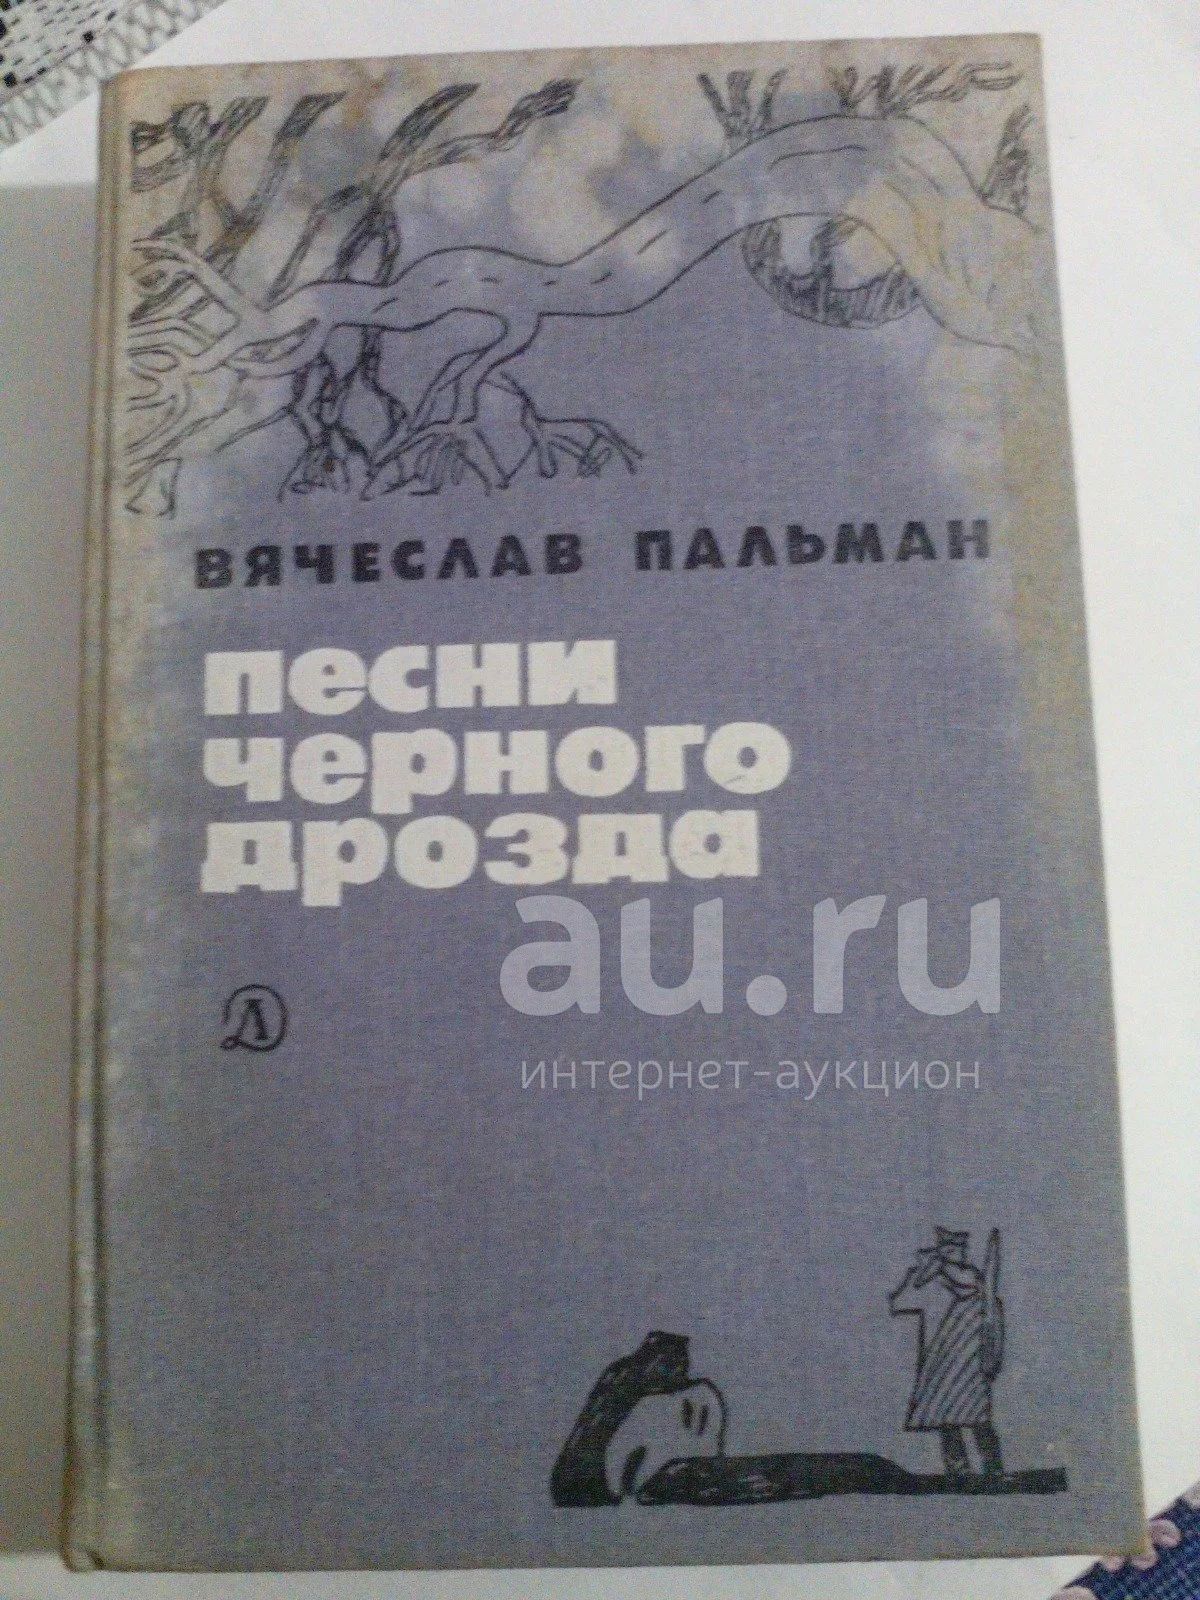 ВЯЧЕСЛАВ ПАЛЬМАН
песни
черного
дрозда
au.ru
интернет-аукцион